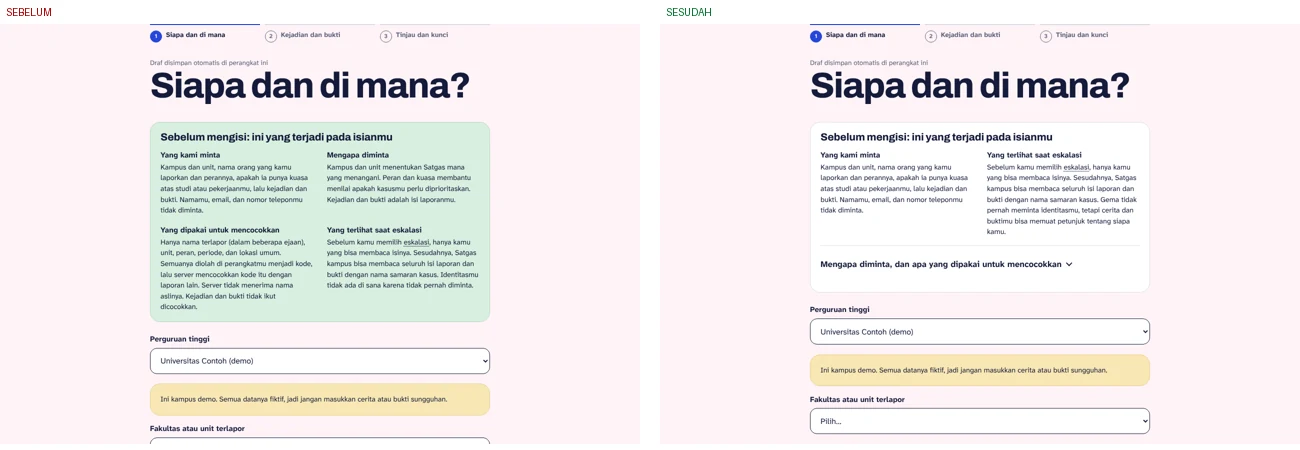 SEBELUM
1 Siapa dan di mana
2 Kejadian dan bukti
3 Tinjau dan kunci
Draf disimpan otomatis di perangkat ini
Siapa dan di mana?
Sebelum mengisi: ini yang terjadi pada isianmu
Yang kami minta
Kampus dan unit, nama orang yang kamu
laporkan dan perannya, apakah ia punya kuasa
atas studi atau pekerjaanmu, lalu kejadian dan
bukti. Namamu, email, dan nomor teleponmu
tidak diminta.
Mengapa diminta
Kampus dan unit menentukan Satgas mana
yang menangani. Peran dan kuasa membantu
menilai apakah kasusmu perlu diprioritaskan.
Kejadian dan bukti adalah isi laporanmu.
Yang dipakai untuk mencocokkan
Hanya nama terlapor (dalam beberapa ejaan),
unit, peran, periode, dan lokasi umum.
Semuanya diolah di perangkatmu menjadi kode,
lalu server mencocokkan kode itu dengan
laporan lain. Server tidak menerima nama
aslinya. Kejadian dan bukti tidak ikut
dicocokkan.
Yang terlihat saat eskalasi
Sebelum kamu memilih eskalasi, hanya kamu
yang bisa membaca isinya. Sesudahnya, Satgas
kampus bisa membaca seluruh isi laporan dan
bukti dengan nama samaran kasus. Identitasmu
tidak ada di sana karena tidak pernah diminta.
Perguruan tinggi
Universitas Contoh (demo)
Ini kampus demo. Semua datanya fiktif, jadi jangan masukkan cerita atau bukti sungguhan.
Fakultas atau unit terlapor
SESUDAH
1 Siapa dan di mana
2 Kejadian dan bukti
3 Tinjau dan kunci
Draf disimpan otomatis di perangkat ini
Siapa dan di mana?
Sebelum mengisi: ini yang terjadi pada isianmu
Yang kami minta
Kampus dan unit, nama orang yang kamu
laporkan dan perannya, apakah ia punya kuasa
atas studi atau pekerjaanmu, lalu kejadian dan
bukti. Namamu, email, dan nomor teleponmu
tidak diminta.
Yang terlihat saat eskalasi
Sebelum kamu memilih eskalasi, hanya kamu
yang bisa membaca isinya. Sesudahnya, Satgas
kampus bisa membaca seluruh isi laporan dan
bukti dengan nama samaran kasus. Gema tidak
pernah meminta identitasmu, tetapi cerita dan
buktimu bisa memuat petunjuk tentang siapa
kamu.
Mengapa diminta, dan apa yang dipakai untuk mencocokkan
Perguruan tinggi
Universitas Contoh (demo)
Ini kampus demo. Semua datanya fiktif, jadi jangan masukkan cerita atau bukti sungguhan.
Fakultas atau unit terlapor
Pilih...